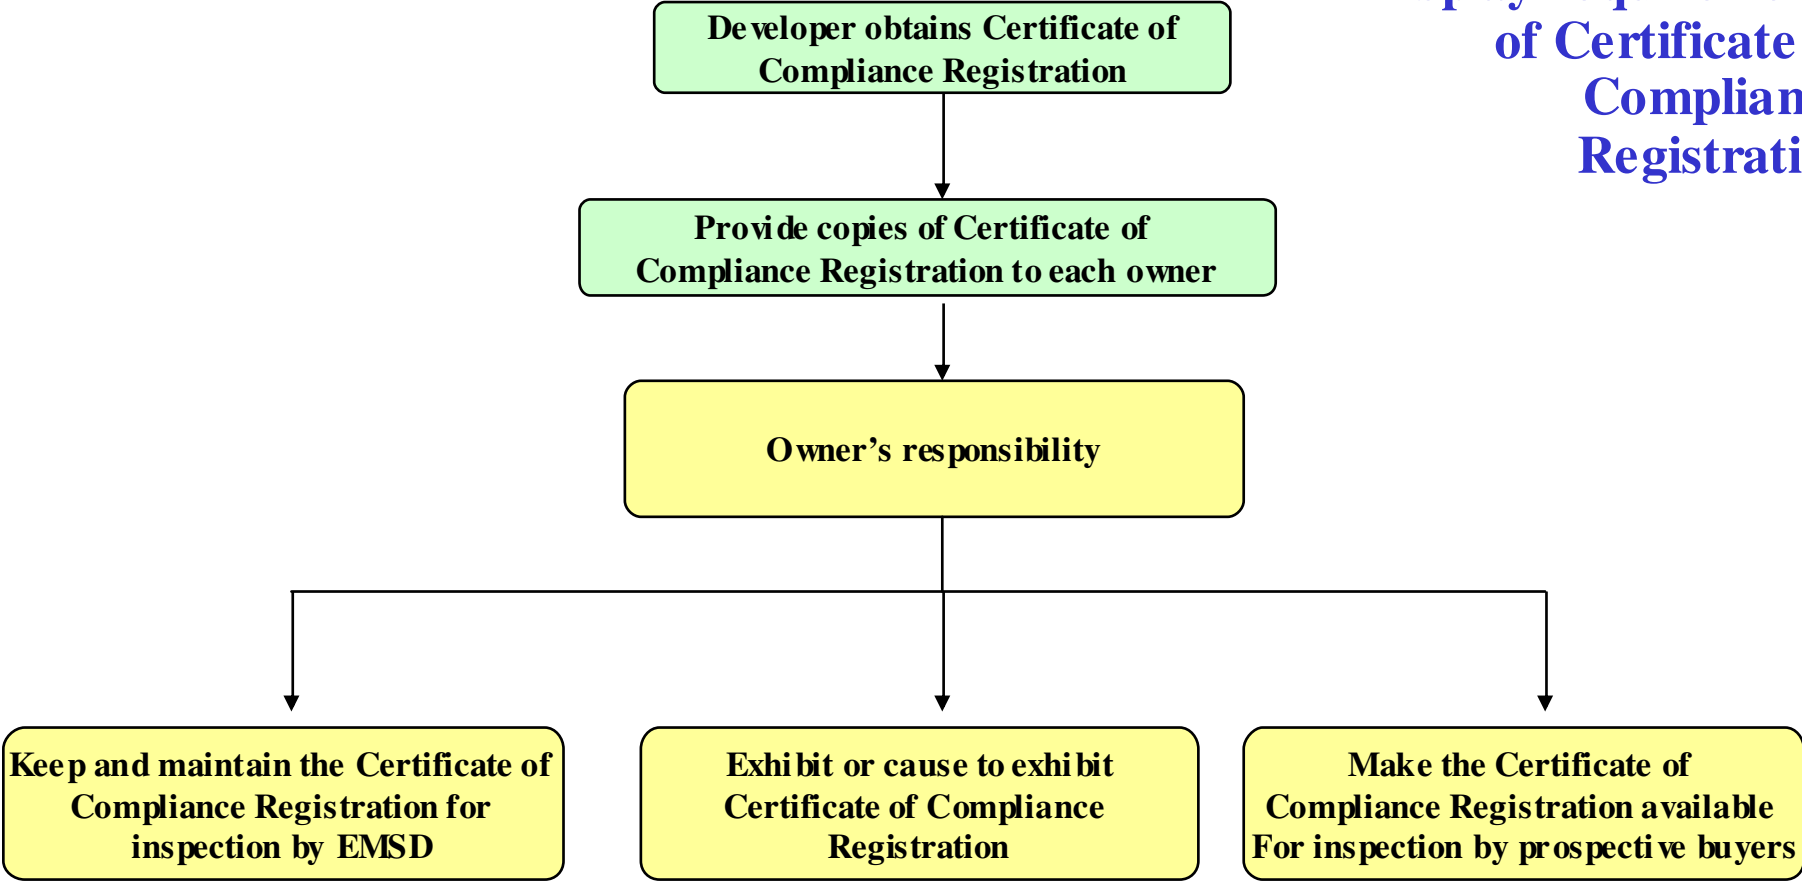 Developer obtains Certificate of
Compliance Registration
of Certificate
Complian
Registrati
Provide copies of Certificate of
Compliance Registration to each owner
Owner’s responsibility
Keep and maintain the Certificate of
Compliance Registration for
inspection by EMSD
Exhibit or cause to exhibit
Certificate of Compliance
Registration
Make the Certificate of
Compliance Registration available
For inspection by prospective buyers